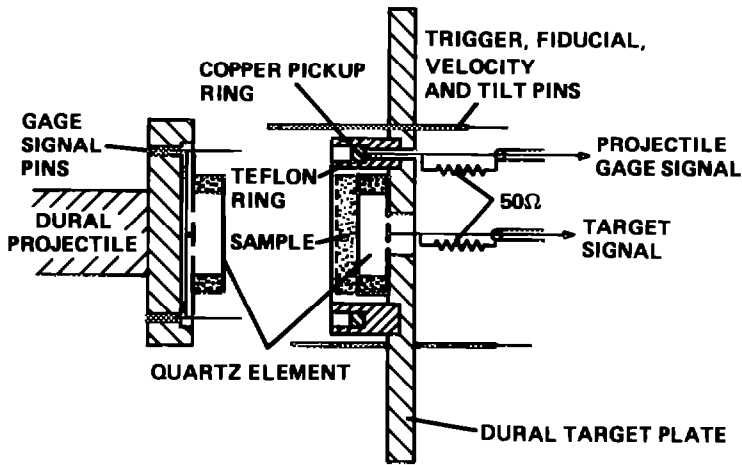 TRIGGER, FIDUCIAL,
VELOCITY
AND TILT PINS
COPPER PICKUP
RING
GAGE
SIGNAL
PINS
PROJECTILE
GAGE SIGNAL
TEFLON
RING
50Ω
DURAL
PROJECTILE
SAMPLE
TARGET
SIGNAL
QUARTZ ELEMENT
DURAL TARGET PLATE